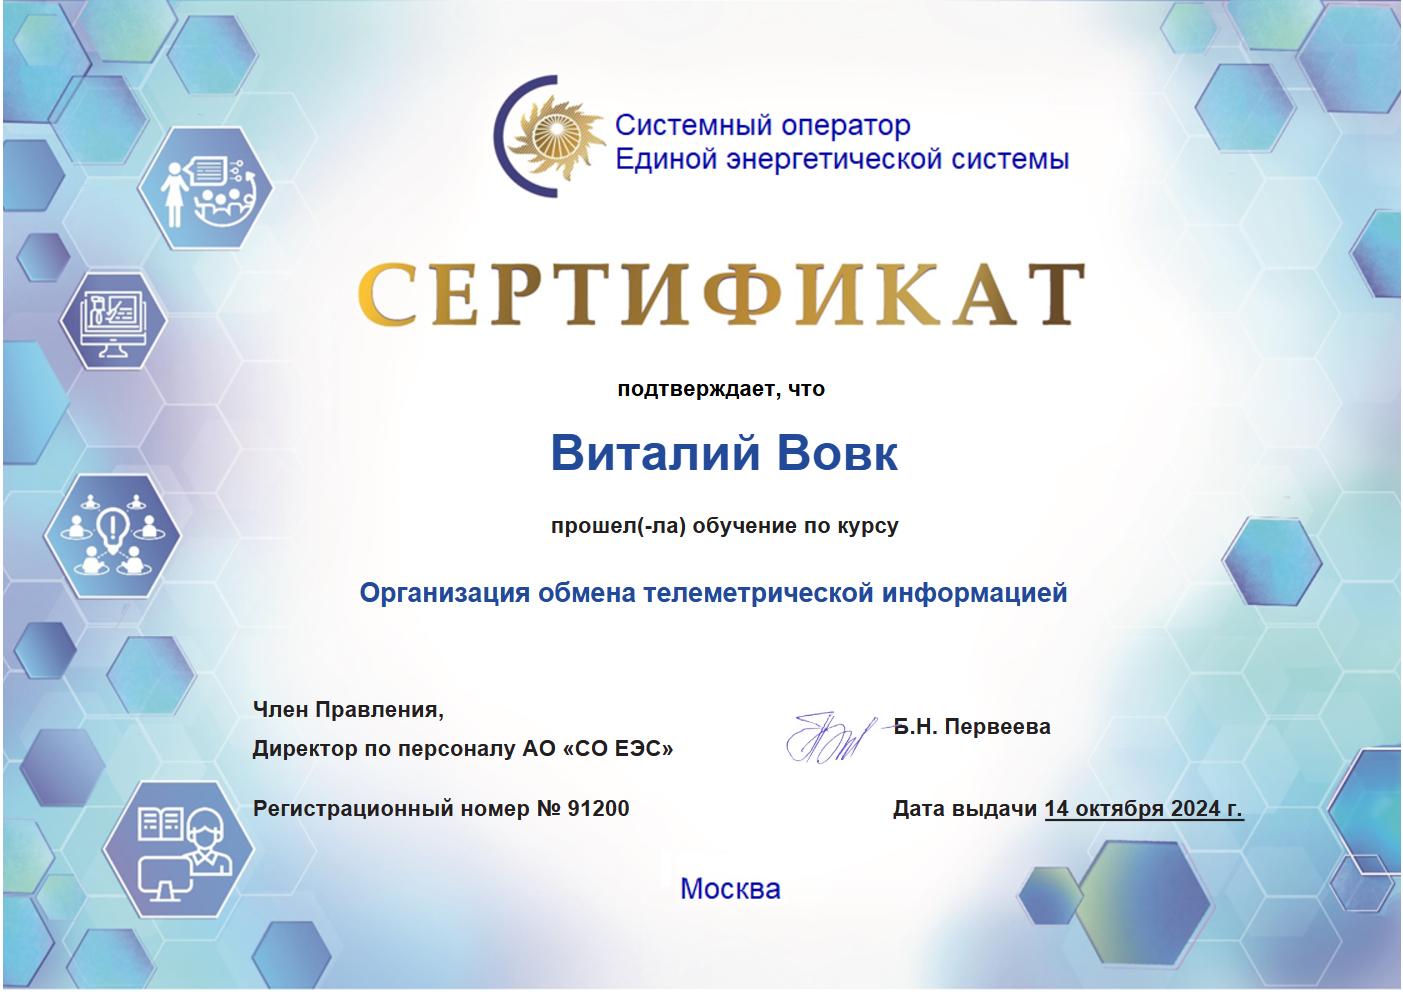 Системный оператор
Единой энергетической системы
СЕРТИФИКАТ
подтверждает, что
Виталий Вовк
прошел(-ла) обучение по курсу
Организация обмена телеметрической информацией
Член Правления,
Директор по персоналу АО «СО ЕЭС»
Б.Н. Первеева
Регистрационный номер № 91200
Дата выдачи 14 октября 2024 г.
Москва